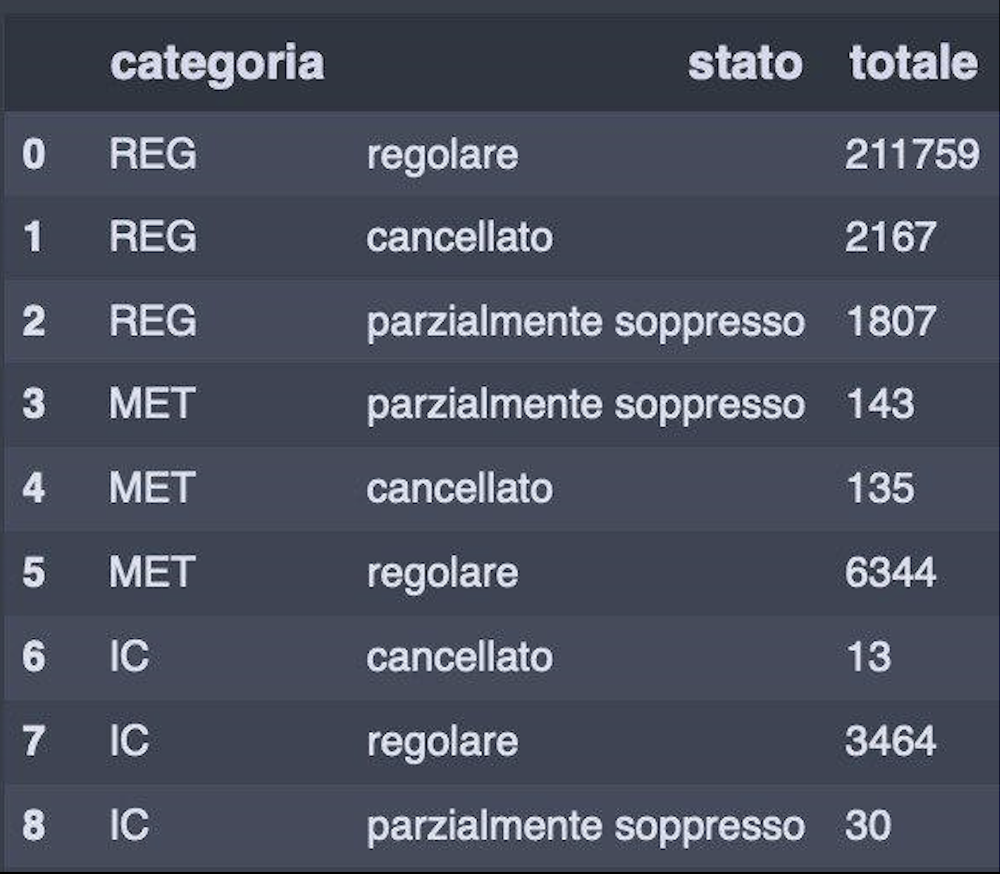 categoria stato totale
0 REG regolare 211759
1 REG cancellato 2167
2 REG parzialmente soppresso 1807
3 MET parzialmente soppresso 143
4 MET cancellato 135
5 MET regolare 6344
6 IC cancellato 13
7 IC regolare 3464
8 IC parzialmente soppresso 30